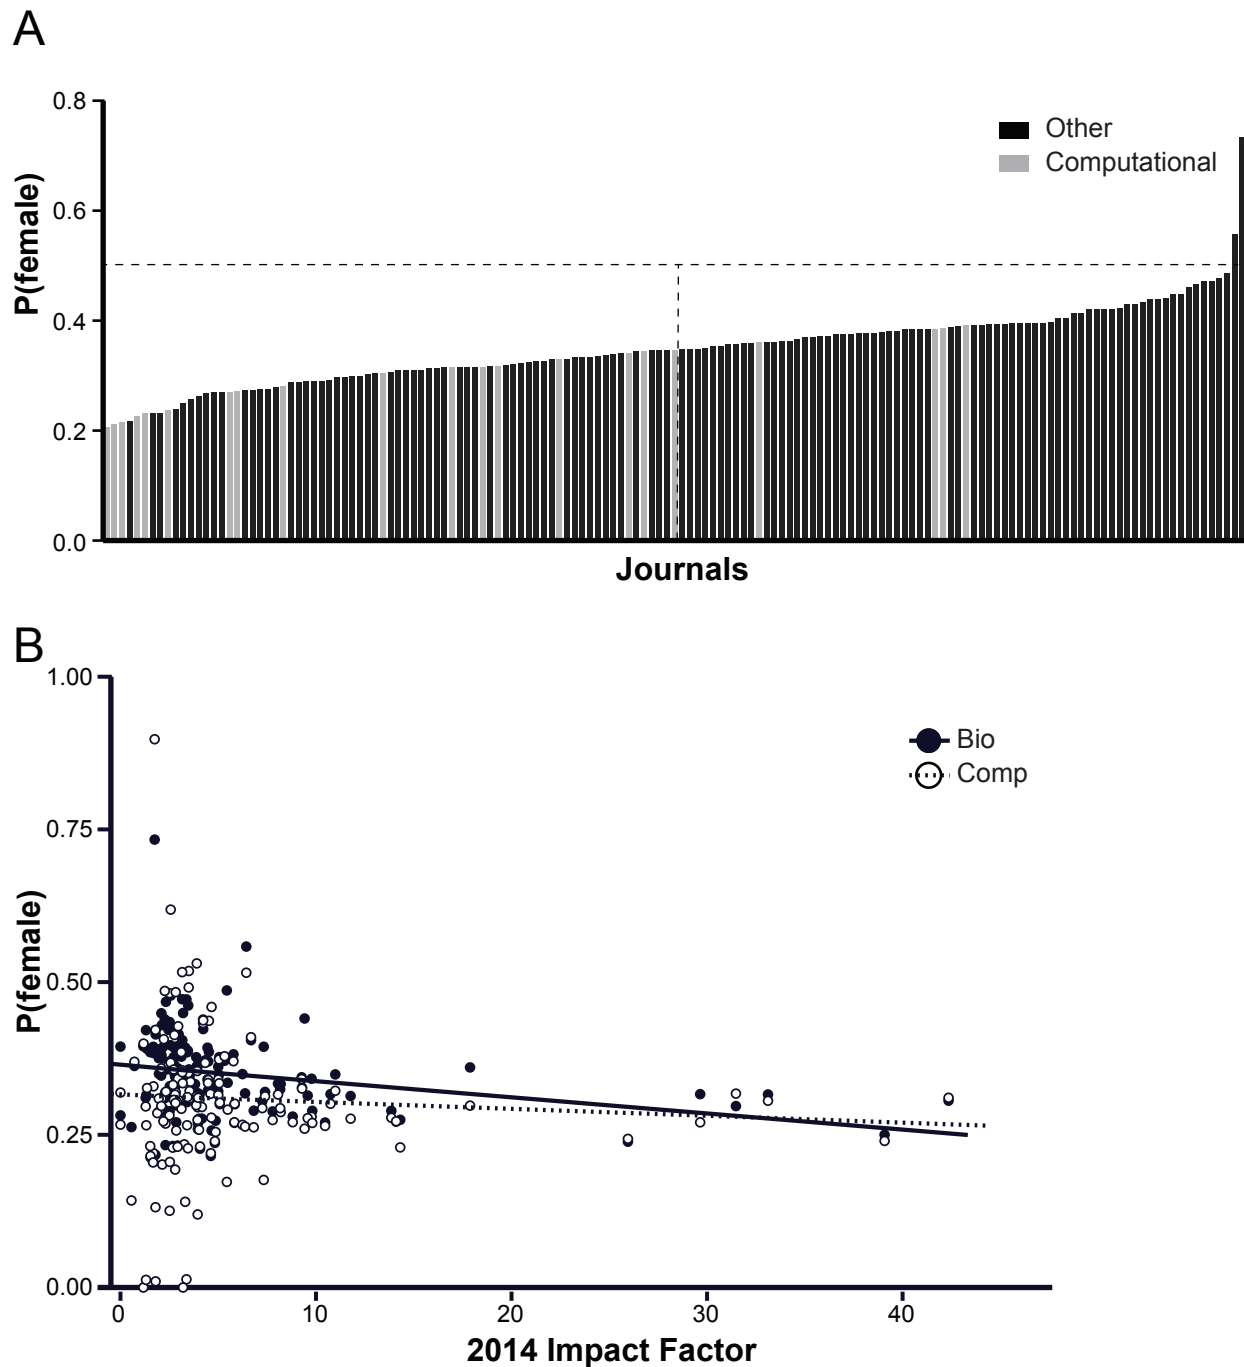 A
0.8
0.6
0.4
0.2
0.0
P(female)
Other
Computational
Journals
B
1.00
0.75
0.50
0.25
0.00
P(female)
Bio
Comp
0 10 20 30 40
2014 Impact Factor